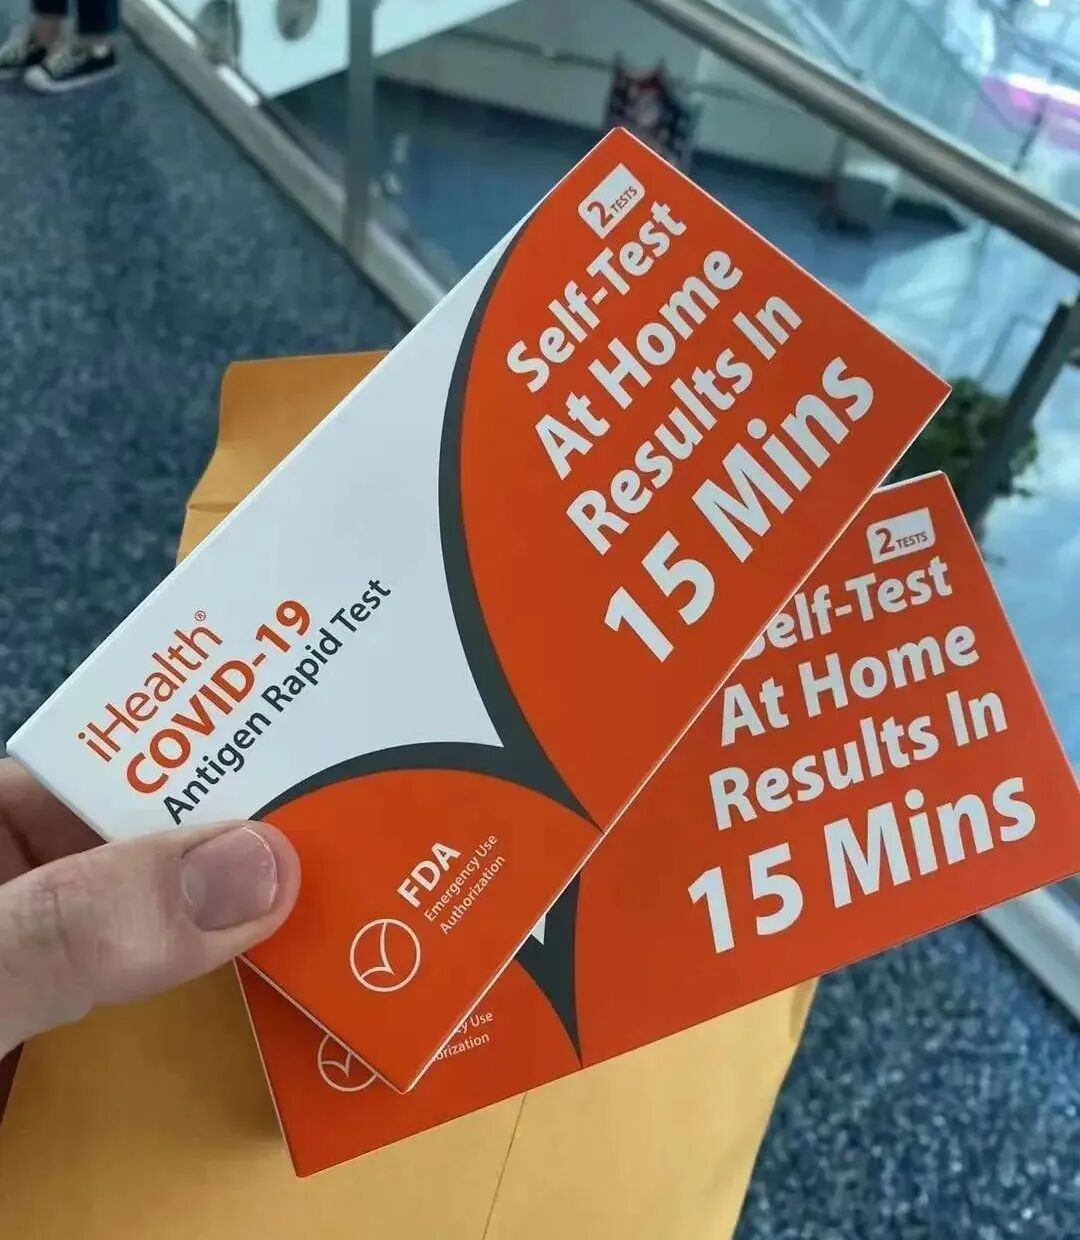 2 TESTS
Self-Test
At Home
Results In
15 Mins
iHealth®
COVID-19
Antigen Rapid Test
FDA
Emergency Use
Authorization
2 TESTS
Self-Test
At Home
Results In
15 Mins
y Use
orization